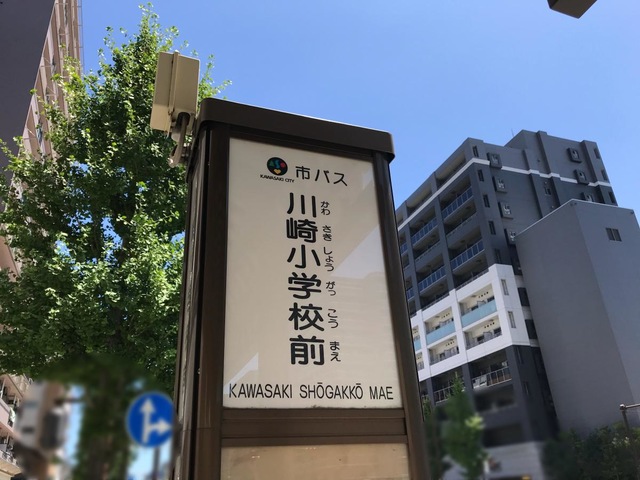 KAWASAKI CITY
市バス
川崎小学校前
かわ さき しょう がっ こう まえ
KAWASAKI SHŌGAKKŌ MAE